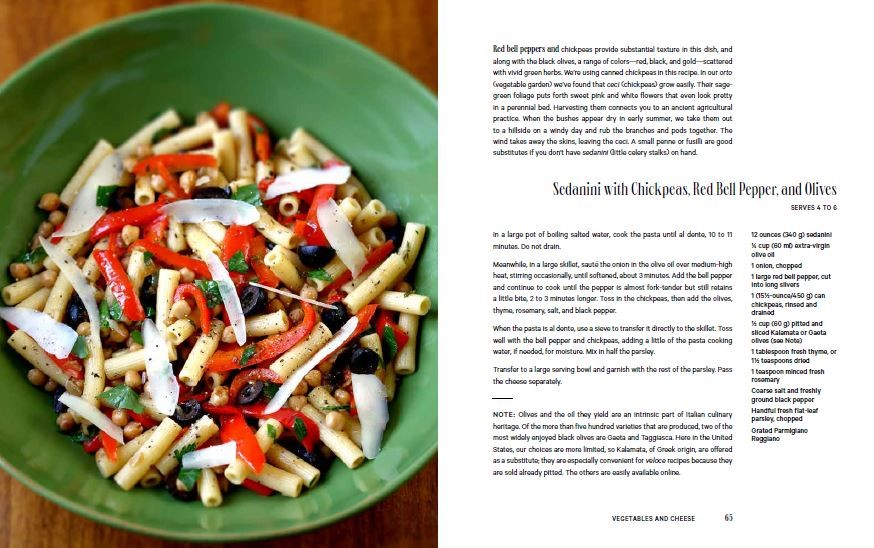 Red bell peppers and chickpeas provide substantial texture in this dish, and
along with the black olives, a range of colors—red, black, and gold—scattered
with vivid green herbs. We're using canned chickpeas in this recipe. In our orto
(vegetable garden) we've found that ceci (chickpeas) grow easily. Their sage-
green foliage puts forth sweet pink and white flowers that even look pretty
in a perennial bed. Harvesting them connects you to an ancient agricultural
practice. When the bushes appear dry in early summer, we take them out
to a hillside on a windy day and rub the branches and pods together. The
wind takes away the skins, leaving the ceci. A small penne or fusilli are good
substitutes if you don't have sedanini (little celery stalks) on hand.
Sedanini with Chickpeas, Red Bell Pepper, and Olives
SERVES 4 TO 6
In a large pot of boiling salted water, cook the pasta until al dente, 10 to 11
minutes. Do not drain.
Meanwhile, in a large skillet, sauté the onion in the olive oil over medium-high
heat, stirring occasionally, until softened, about 3 minutes. Add the bell pepper
and continue to cook until the pepper is almost fork-tender but still retains
a little bite, 2 to 3 minutes longer. Toss in the chickpeas, then add the olives,
thyme, rosemary, salt, and black pepper.
When the pasta is al dente, use a sieve to transfer it directly to the skillet. Toss
well with the bell pepper and chickpeas, adding a little of the pasta cooking
water, if needed, for moisture. Mix in half the parsley.
Transfer to a large serving bowl and garnish with the rest of the parsley. Pass
the cheese separately.
NOTE: Olives and the oil they yield are an intrinsic part of Italian culinary
heritage. Of the more than five hundred varieties that are produced, two of the
most widely enjoyed black olives are Gaeta and Taggiasca. Here in the United
States, our choices are more limited, so Kalamata, of Greek origin, are offered
as a substitute; they are especially convenient for veloce recipes because they
are sold already pitted. The others are easily available online.
12 ounces (340 g) sedanini
¼ cup (60 ml) extra-virgin
olive oil
1 onion, chopped
1 large red bell pepper, cut
into long slivers
1 (15½-ounce/450 g) can
chickpeas, rinsed and
drained
½ cup (60 g) pitted and
sliced Kalamata or Gaeta
olives (see Note)
1 tablespoon fresh thyme, or
1½ teaspoons dried
1 teaspoon minced fresh
rosemary
Coarse salt and freshly
ground black pepper
Handful fresh flat-leaf
parsley, chopped
Grated Parmigiano
Reggiano
VEGETABLES AND CHEESE 65